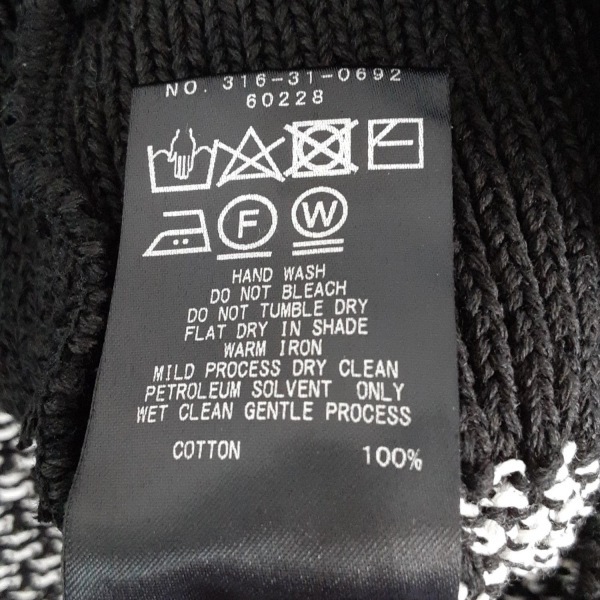 NO. 316-31-0692
60228
F W
HAND WASH
DO NOT BLEACH
DO NOT TUMBLE DRY
FLAT DRY IN SHADE
WARM IRON
MILD PROCESS DRY CLEAN
PETROLEUM SOLVENT ONLY
WET CLEAN GENTLE PROCESS
COTTON 100%